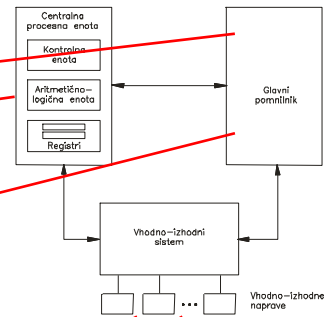 Centralna
procesna enota
Kontrolna
enota
Aritmetično-
logična enota
Registri
Glavni
pomnilnik
Vhodno-izhodni
sistem
Vhodno-izhodne
naprave